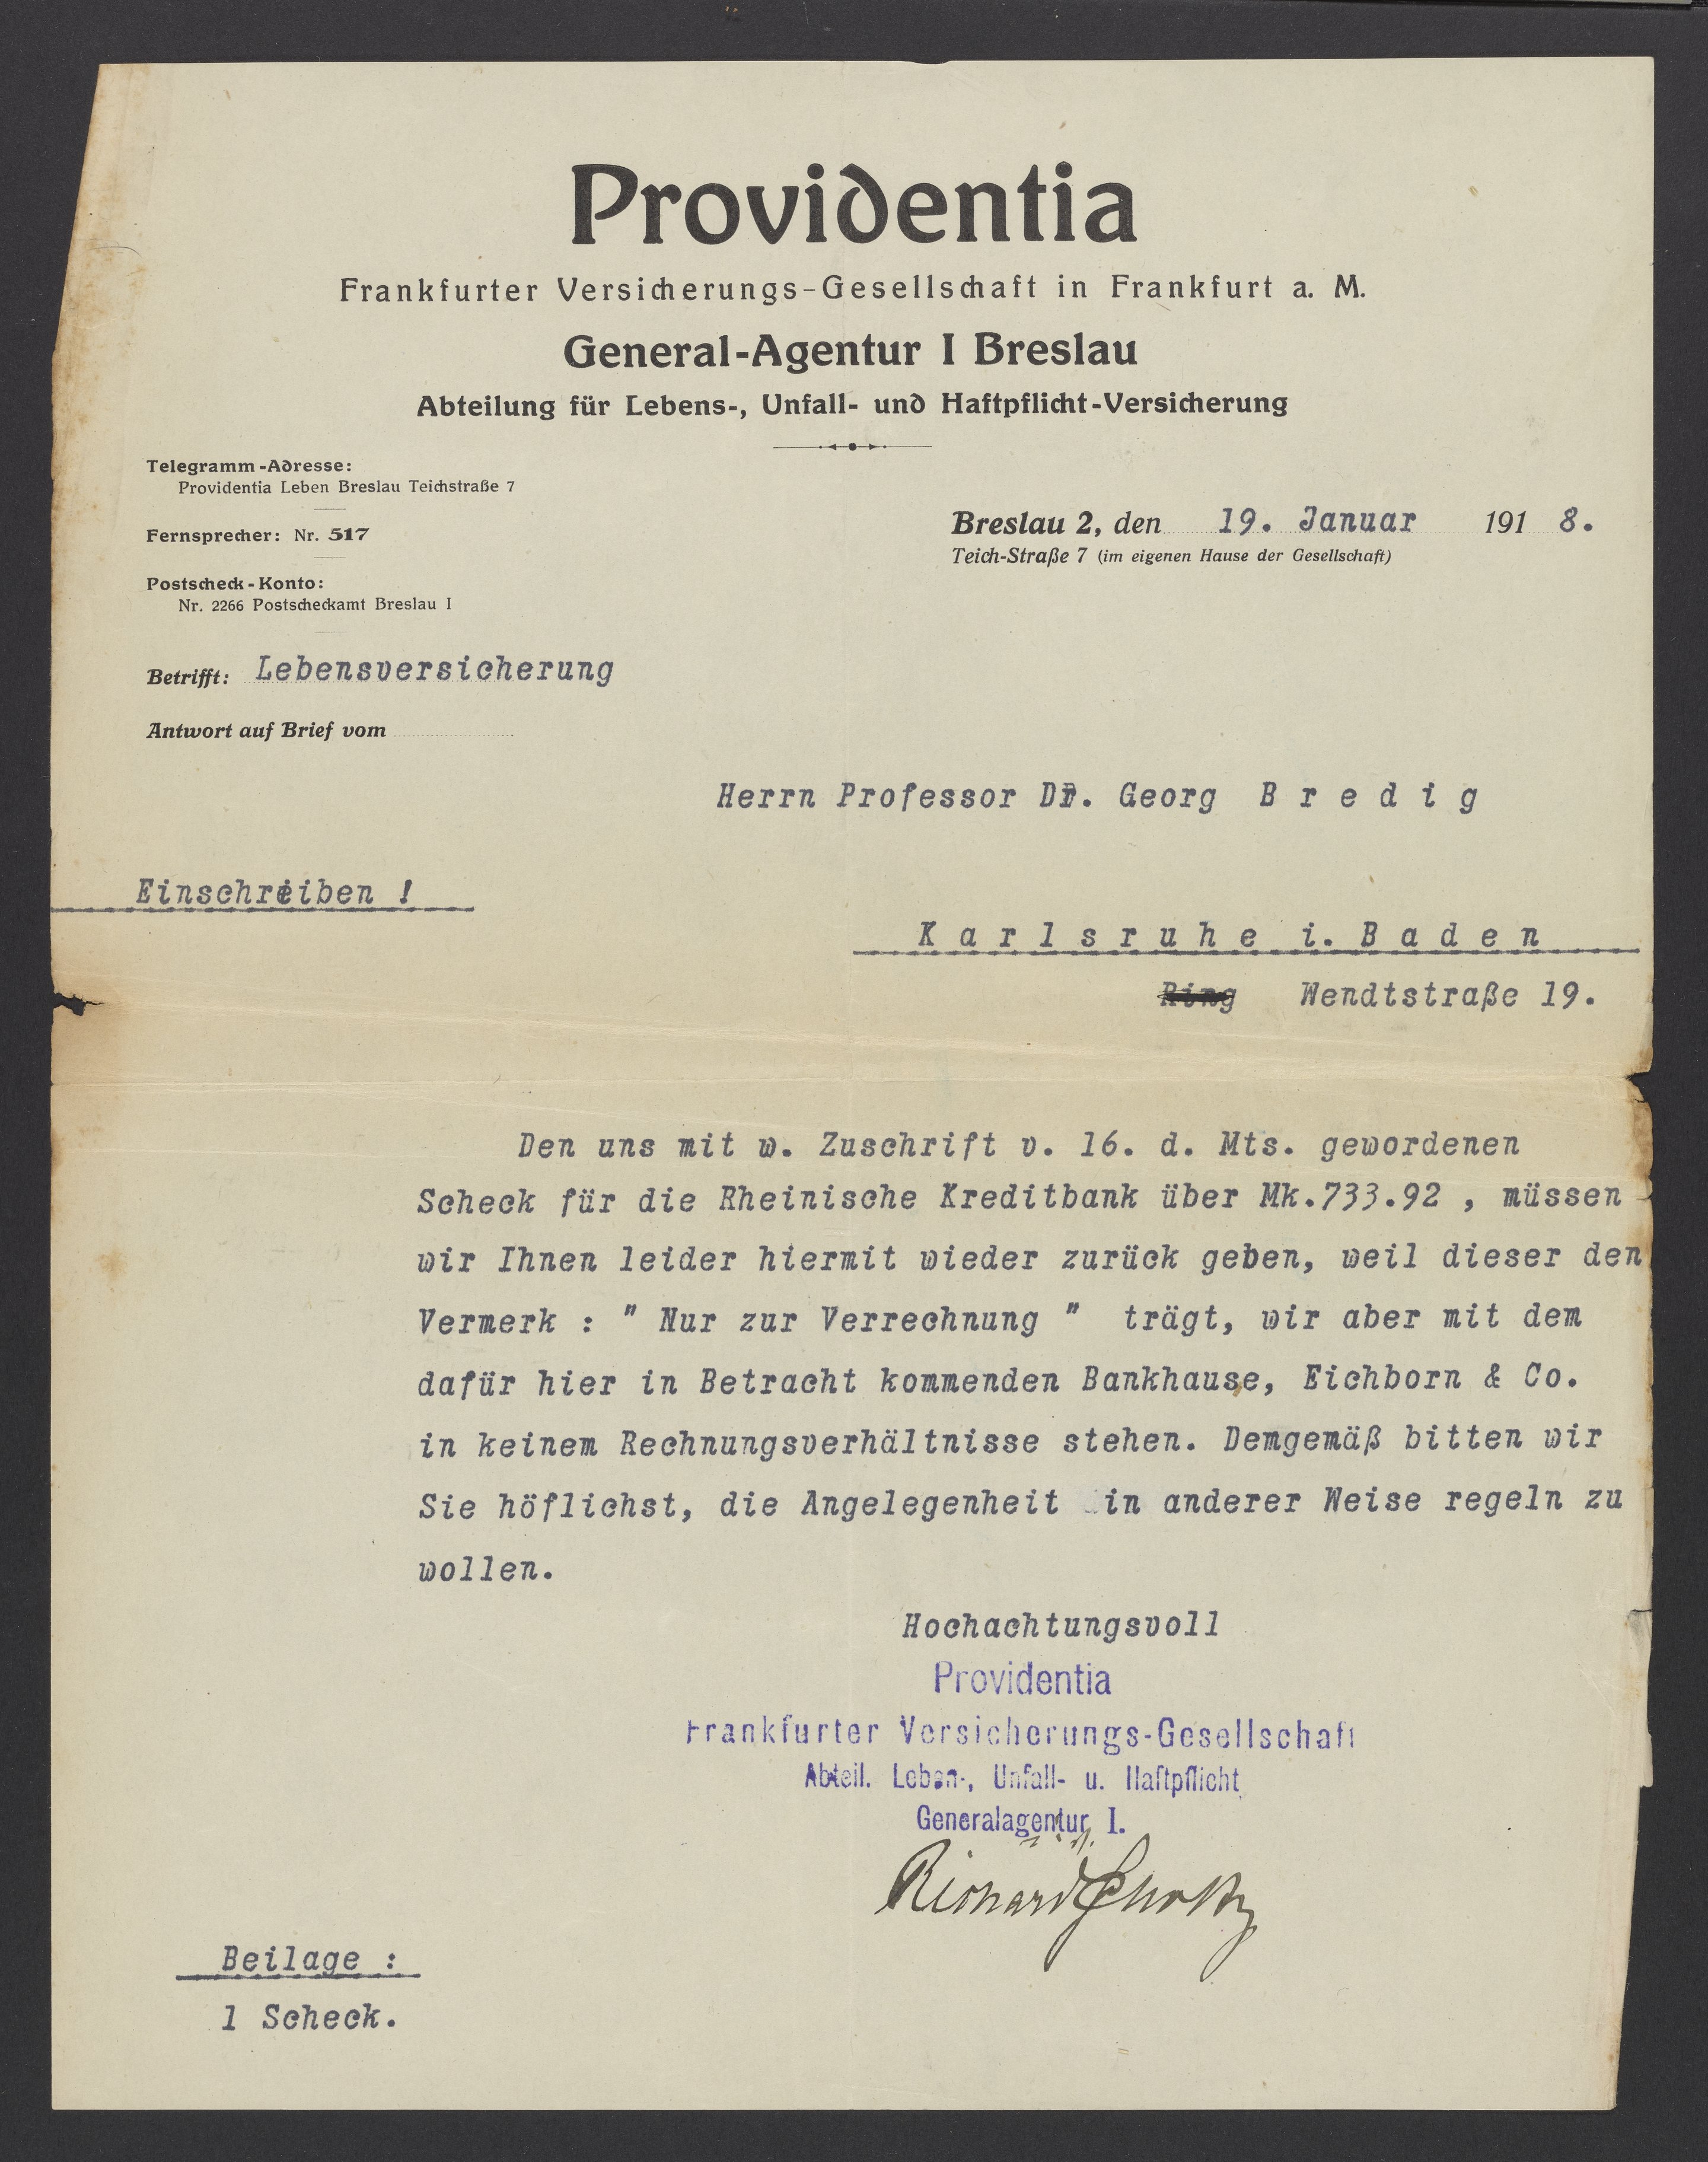 Providentia
Frankfurter Versicherungs-Gesellschaft in Frankfurt a. M.
General-Agentur I Breslau
Abteilung für Lebens-, Unfall- und Haftpflicht-Versicherung
Telegramm-Adresse:
Providentia Leben Breslau Teichstraße 7
Fernsprecher: Nr. 517
Breslau 2, den 19. Januar 1918.
Teich-Straße 7 (im eigenen Hause der Gesellschaft)
Postscheck-Konto:
Nr. 2266 Postscheckamt Breslau I
Betrifft: Lebensversicherung
Antwort auf Brief vom
Herrn Professor Dr. Georg B r e d i g
Einschreiben !
K a r l s r u h e i. B a d e n
Ring Wendtstraße 19.
Den uns mit w. Zuschrift v. 16. d. Mts. gewordenen
Scheck für die Rheinische Kreditbank über Mk.733.92 , müssen
wir Ihnen leider hiermit wieder zurück geben, weil dieser den
Vermerk : " Nur zur Verrechnung " trägt, wir aber mit dem
dafür hier in Betracht kommenden Bankhause, Eichborn & Co.
in keinem Rechnungsverhältnisse stehen. Demgemäß bitten wir
Sie höflichst, die Angelegenheit in anderer Weise regeln zu
wollen.
Hochachtungsvoll
Providentia
Frankfurter Versicherungs-Gesellschaft
Abteil. Leben-, Unfall- u. Haftpflicht
Generalagentur I.
Richard Scholtz
Beilage :
1 Scheck.